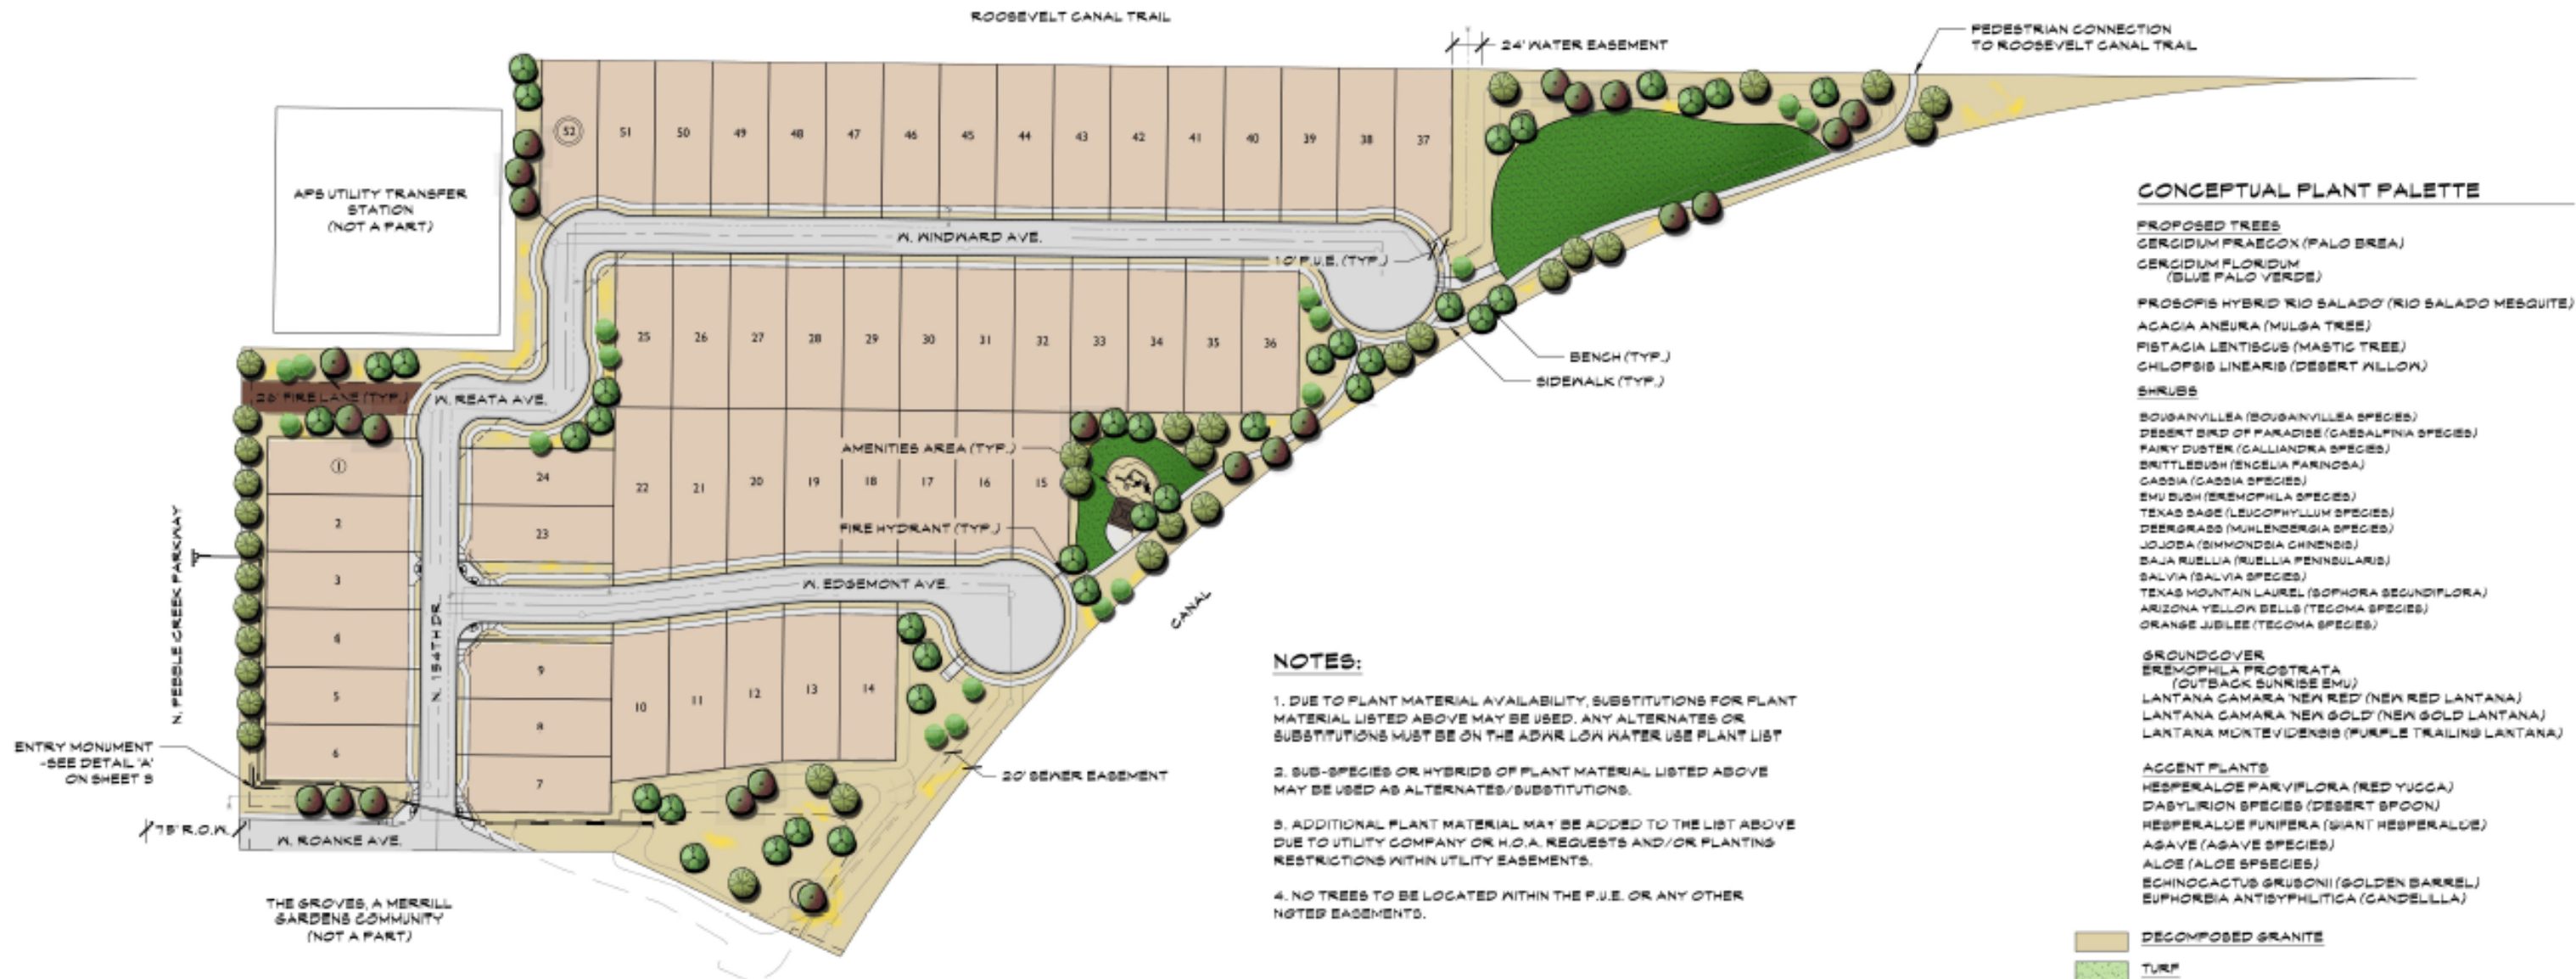 ROOSEVELT CANAL TRAIL
24' WATER EASEMENT
PEDESTRIAN CONNECTION
TO ROOSEVELT CANAL TRAIL
52 51 50 49 48 47 46 45 44 43 42 41 40 39 38 37
APS UTILITY TRANSFER
STATION
(NOT A PART)
W. WINDWARD AVE.
10' P.U.E. (TYP.)
25 26 27 28 29 30 31 32 33 34 35 36
BENCH (TYP.)
SIDEWALK (TYP.)
26' FIRE LANE (TYP.)
W. REATA AVE.
AMENITIES AREA (TYP.)
1
24
22 21 20 19 18 17 16 15
2
23
FIRE HYDRANT (TYP.)
N. PEBBLE CREEK PARKWAY
3
W. EDGEMONT AVE.
N. 154TH DR.
CANAL
4
9
10 11 12 13 14
5
8
6
7
ENTRY MONUMENT
-SEE DETAIL 'A'
ON SHEET 3
20' SEWER EASEMENT
75' R.O.W.
W. ROANKE AVE.
THE GROVES, A MERRILL
GARDENS COMMUNITY
(NOT A PART)
NOTES:
1. DUE TO PLANT MATERIAL AVAILABILITY, SUBSTITUTIONS FOR PLANT
MATERIAL LISTED ABOVE MAY BE USED. ANY ALTERNATES OR
SUBSTITUTIONS MUST BE ON THE ADWR LOW WATER USE PLANT LIST
2. SUB-SPECIES OR HYBRIDS OF PLANT MATERIAL LISTED ABOVE
MAY BE USED AS ALTERNATES/SUBSTITUTIONS.
3. ADDITIONAL PLANT MATERIAL MAY BE ADDED TO THE LIST ABOVE
DUE TO UTILITY COMPANY OR H.O.A. REQUESTS AND/OR PLANTING
RESTRICTIONS WITHIN UTILITY EASEMENTS.
4. NO TREES TO BE LOCATED WITHIN THE P.U.E. OR ANY OTHER
NOTED EASEMENTS.
CONCEPTUAL PLANT PALETTE
PROPOSED TREES
CERCIDIUM PRAECOX (PALO BREA)
CERCIDIUM FLORIDUM
(BLUE PALO VERDE)
PROSOPIS HYBRID 'RIO SALADO' (RIO SALADO MESQUITE)
ACACIA ANEURA (MULGA TREE)
PISTACIA LENTISCUS (MASTIC TREE)
CHILOPSIS LINEARIS (DESERT WILLOW)
SHRUBS
BOUGAINVILLEA (BOUGAINVILLEA SPECIES)
DESERT BIRD OF PARADISE (CAESALPINIA SPECIES)
FAIRY DUSTER (CALLIANDRA SPECIES)
BRITTLEBUSH (ENCELIA FARINOSA)
CASSIA (CASSIA SPECIES)
EMU BUSH (EREMOPHILA SPECIES)
TEXAS SAGE (LEUCOPHYLLUM SPECIES)
DEERGRASS (MUHLENBERGIA SPECIES)
JOJOBA (SIMMONDSIA CHINENSIS)
BAJA RUELLIA (RUELLIA PENINSULARIS)
SALVIA (SALVIA SPECIES)
TEXAS MOUNTAIN LAUREL (SOPHORA SECUNDIFLORA)
ARIZONA YELLOW BELLS (TECOMA SPECIES)
ORANGE JUBILEE (TECOMA SPECIES)
GROUNDCOVER
EREMOPHILA PROSTRATA
(OUTBACK SUNRISE EMU)
LANTANA CAMARA 'NEW RED' (NEW RED LANTANA)
LANTANA CAMARA 'NEW GOLD' (NEW GOLD LANTANA)
LANTANA MONTEVIDENSIS (PURPLE TRAILING LANTANA)
ACCENT PLANTS
HESPERALOE PARVIFLORA (RED YUCCA)
DASYLIRION SPECIES (DESERT SPOON)
HESPERALOE FUNIFERA (GIANT HESPERALOE)
AGAVE (AGAVE SPECIES)
ALOE (ALOE SPSECIES)
ECHINOCACTUS GRUSONII (GOLDEN BARREL)
EUPHORBIA ANTISYPHILITICA (CANDELILLA)
DECOMPOSED GRANITE
TURF